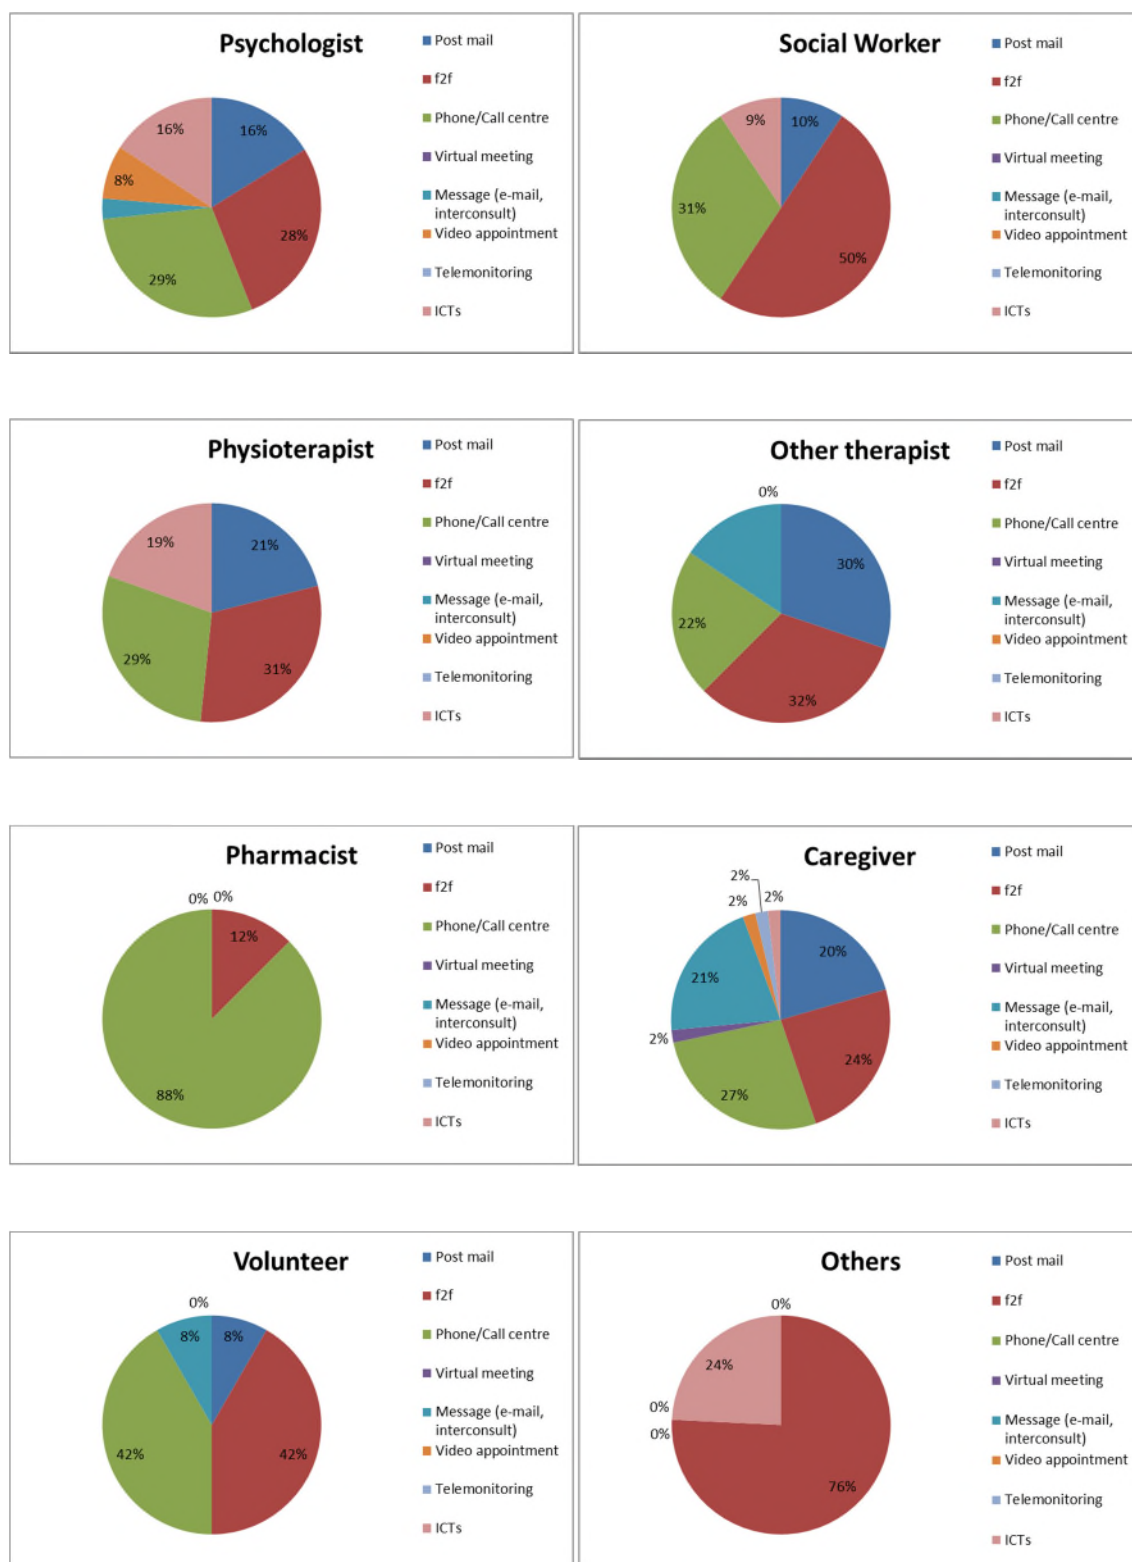 Psychologist
Post mail
f2f
Phone/Call centre
Virtual meeting
Message (e-mail,
interconsult)
Video appointment
Telemonitoring
ICTs
16%
16%
8%
28%
29%
Social Worker
Post mail
f2f
Phone/Call centre
Virtual meeting
Message (e-mail,
interconsult)
Video appointment
Telemonitoring
ICTs
9%
10%
31%
50%
Physioterapist
Post mail
f2f
Phone/Call centre
Virtual meeting
Message (e-mail,
interconsult)
Video appointment
Telemonitoring
ICTs
19%
21%
29%
31%
Other therapist
Post mail
f2f
Phone/Call centre
Virtual meeting
Message (e-mail,
interconsult)
Video appointment
Telemonitoring
ICTs
0%
30%
22%
32%
Pharmacist
Post mail
f2f
Phone/Call centre
Virtual meeting
Message (e-mail,
interconsult)
Video appointment
Telemonitoring
ICTs
0% 0%
12%
88%
Caregiver
Post mail
f2f
Phone/Call centre
Virtual meeting
Message (e-mail,
interconsult)
Video appointment
Telemonitoring
ICTs
2%
2%
2%
20%
21%
2%
24%
27%
Volunteer
Post mail
f2f
Phone/Call centre
Virtual meeting
Message (e-mail,
interconsult)
Video appointment
Telemonitoring
ICTs
0%
8%
8%
42%
42%
Others
Post mail
f2f
Phone/Call centre
Virtual meeting
Message (e-mail,
interconsult)
Video appointment
Telemonitoring
ICTs
0%
24%
0%
0%
76%